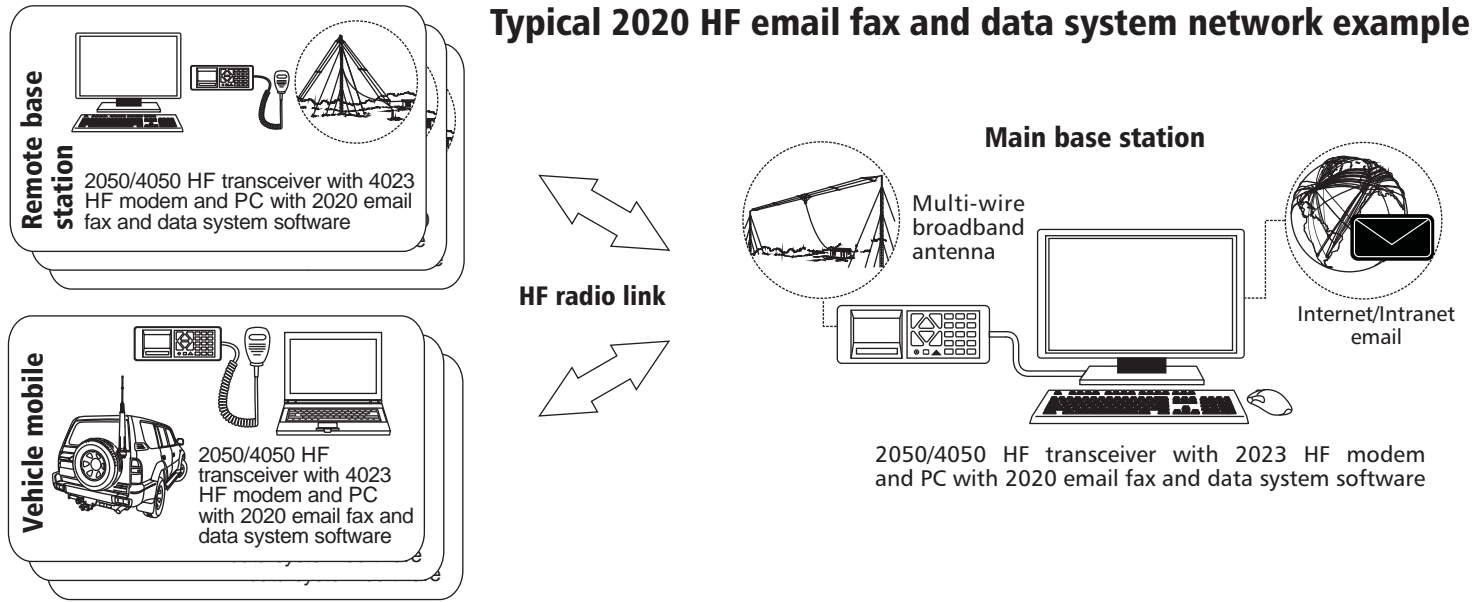 Typical 2020 HF email fax and data system network example
Remote base
station
2050/4050 HF transceiver with 4023
HF modem and PC with 2020 email
fax and data system software
Vehicle mobile
2050/4050 HF
transceiver with 4023
HF modem and PC
with 2020 email fax and
data system software
HF radio link
Main base station
Multi-wire
broadband
antenna
Internet/Intranet
email
2050/4050 HF transceiver with 2023 HF modem
and PC with 2020 email fax and data system software